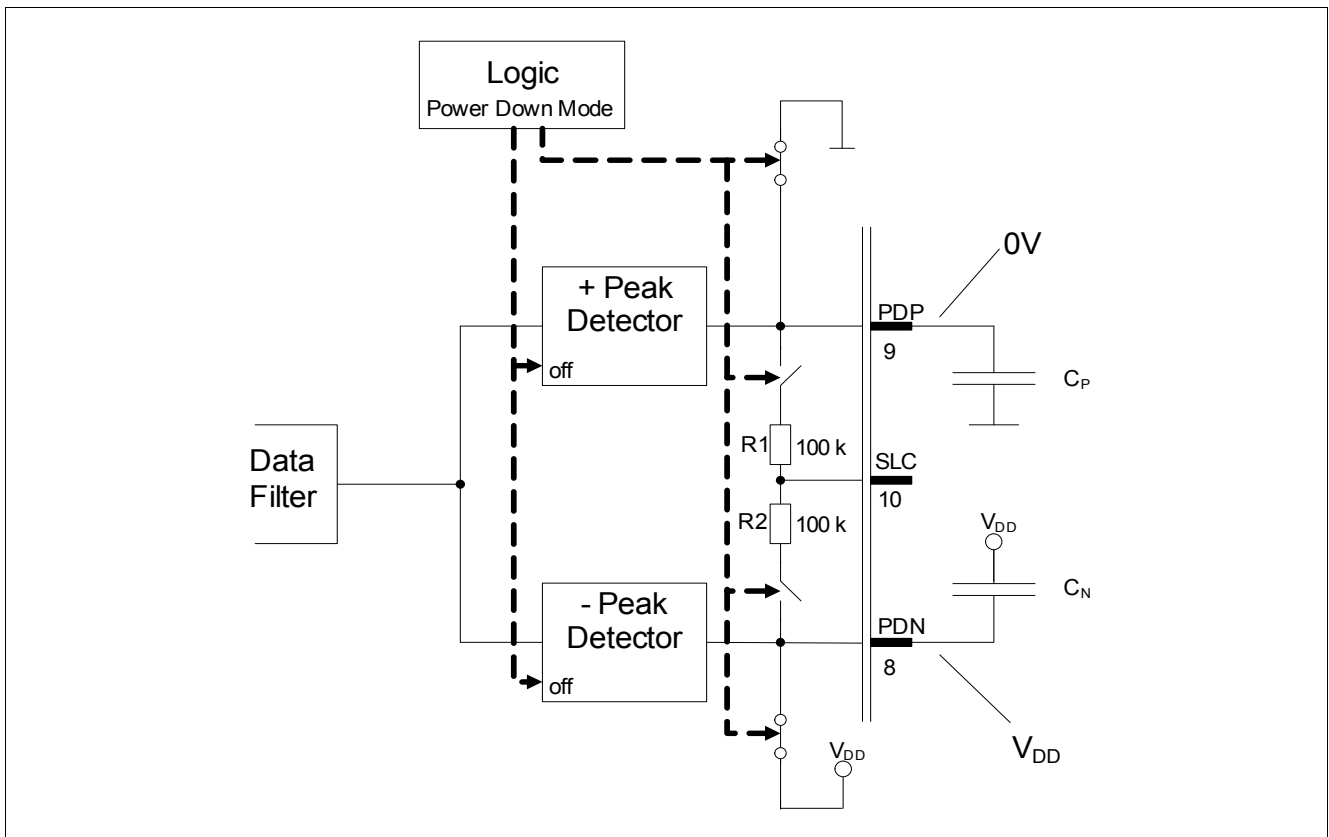 Logic
Power Down Mode
+ Peak
Detector
off
0V
PDP
9
C_P
R1
100 k
SLC
10
Data
Filter
R2
100 k
V_DD
C_N
- Peak
Detector
off
PDN
8
V_DD
V_DD